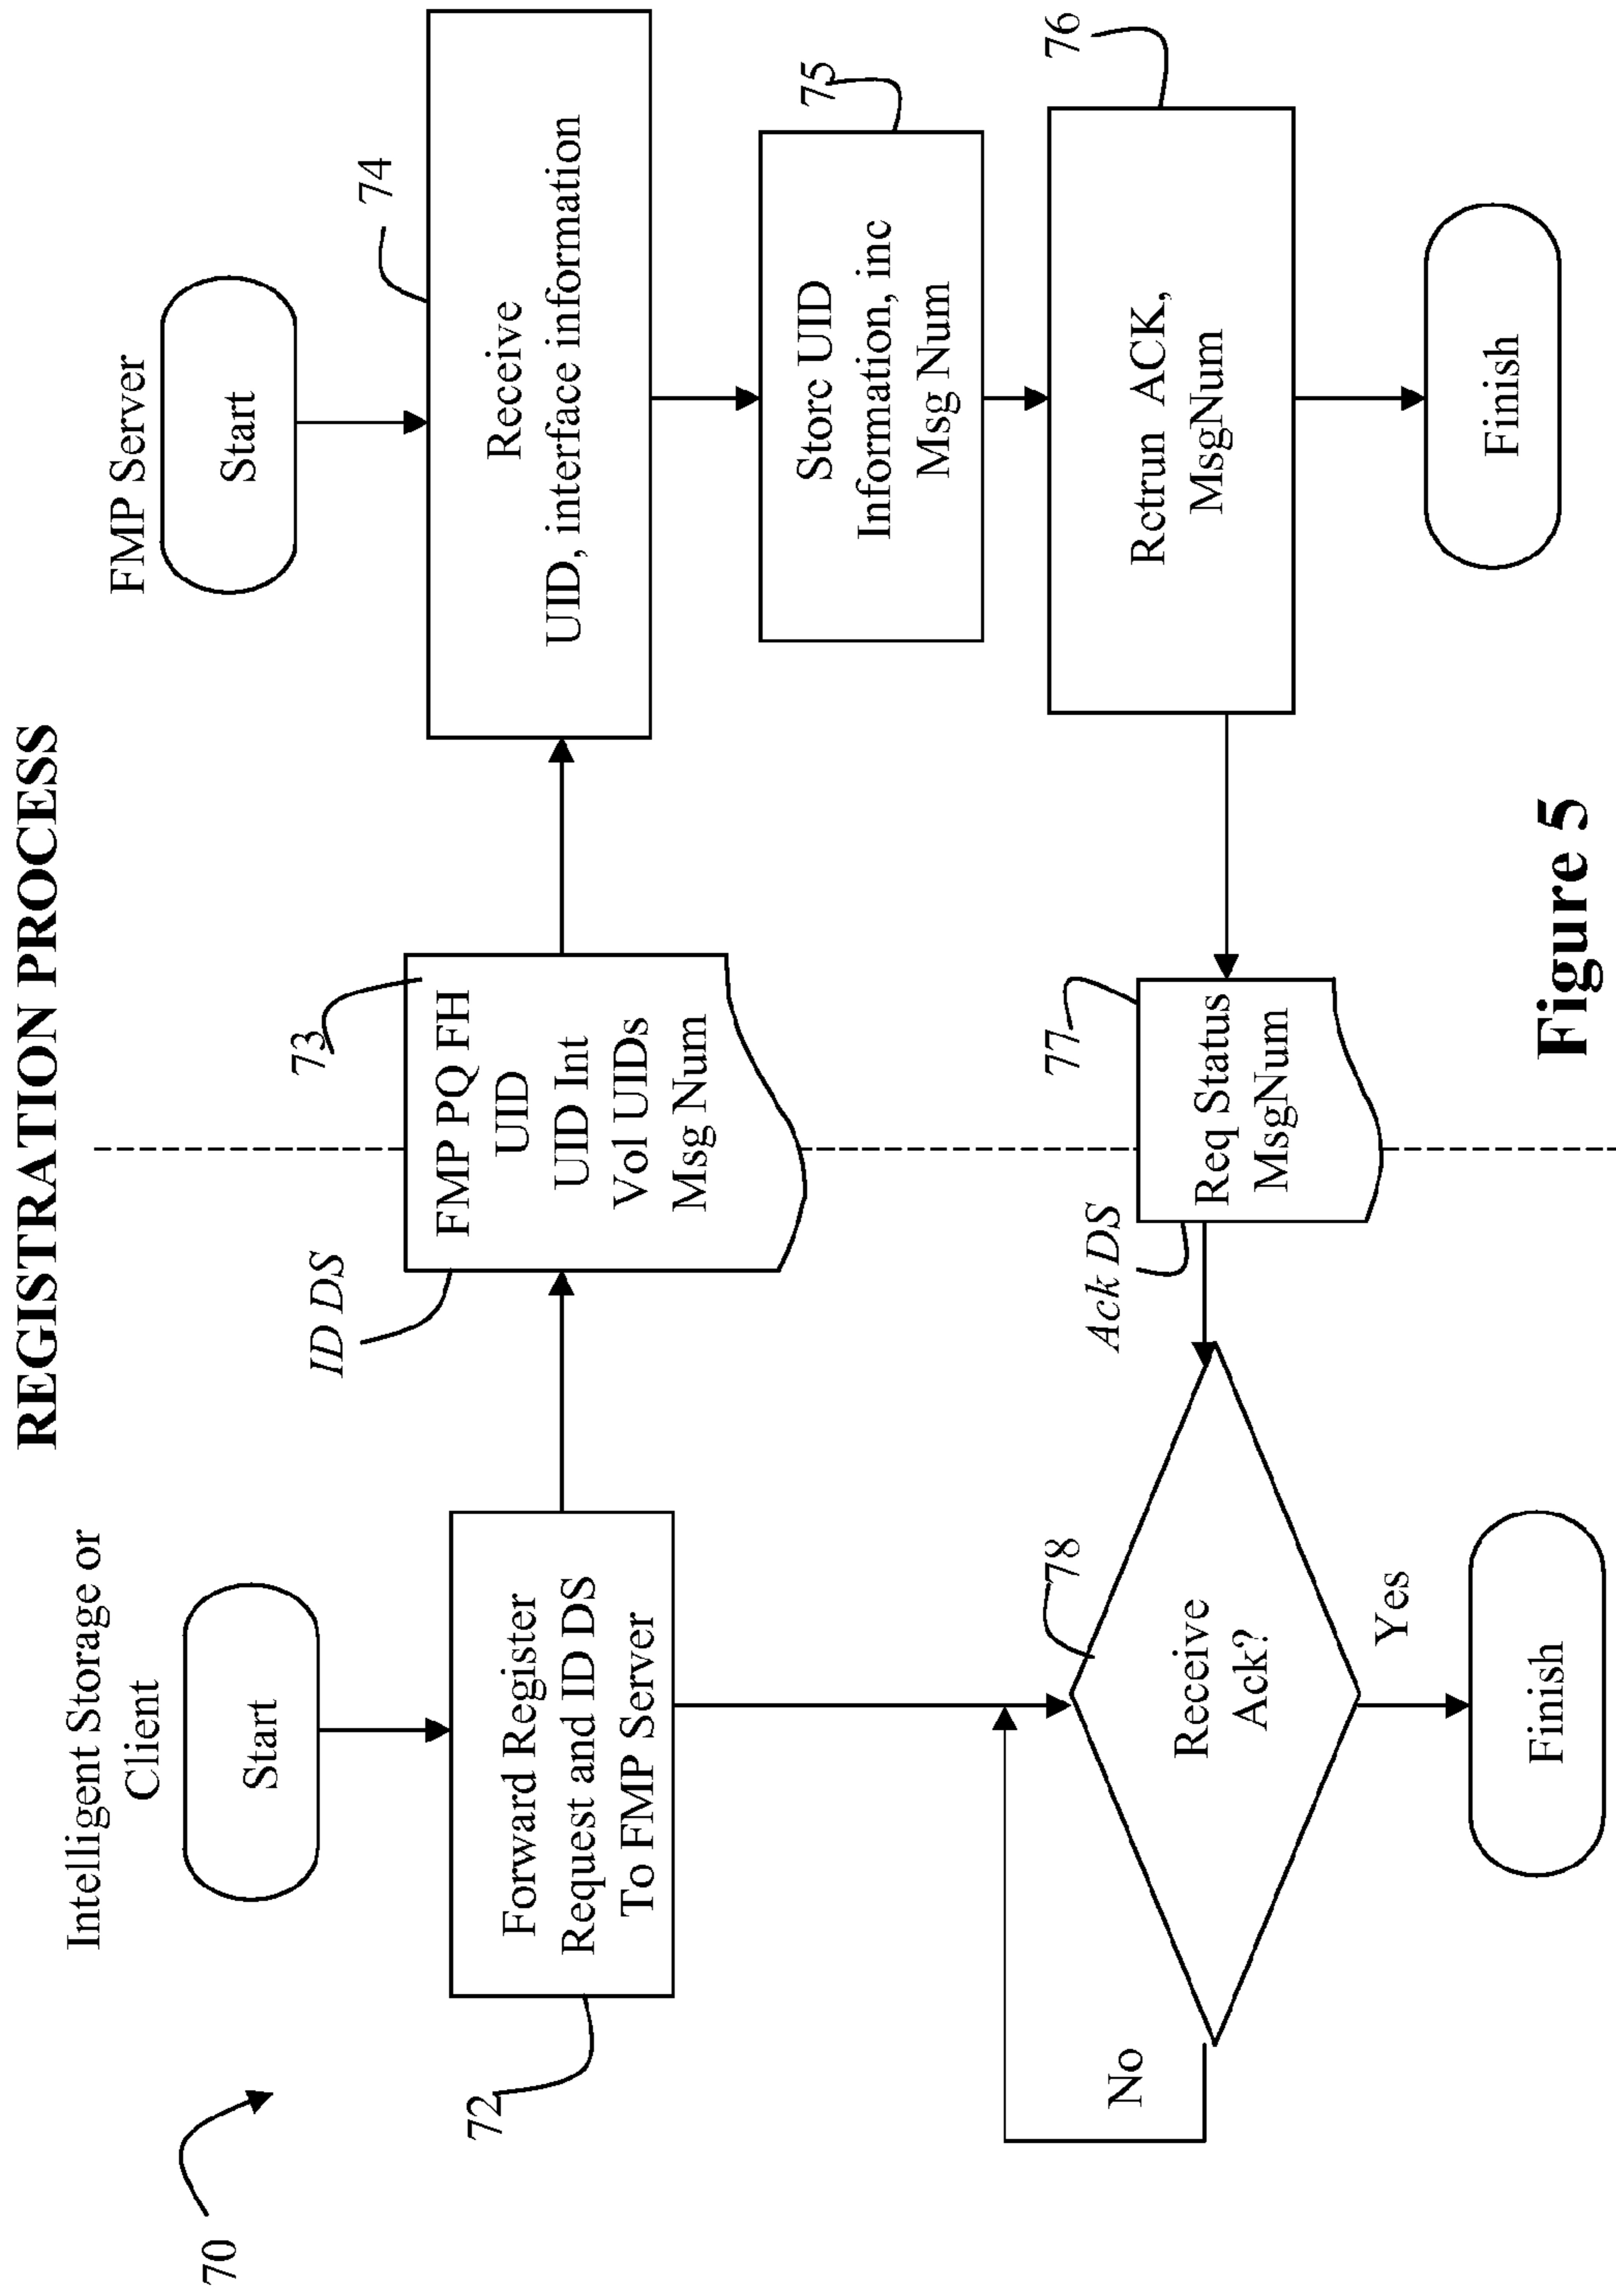 REGISTRATION PROCESS
70
Intelligent Storage or
Client
Start
72
Forward Register
Request and ID DS
To FMP Server
ID DS
73
FMP PQ FH
UID
UID Int
Vol UIDs
Msg Num
FMP Server
Start
74
Receive
UID, interface information
75
Store UID
Information, inc
Msg Num
76
Retrun ACK,
MsgNum
Finish
77
Req Status
MsgNum
Ack DS
78
Receive
Ack?
No
Yes
Finish
Figure 5